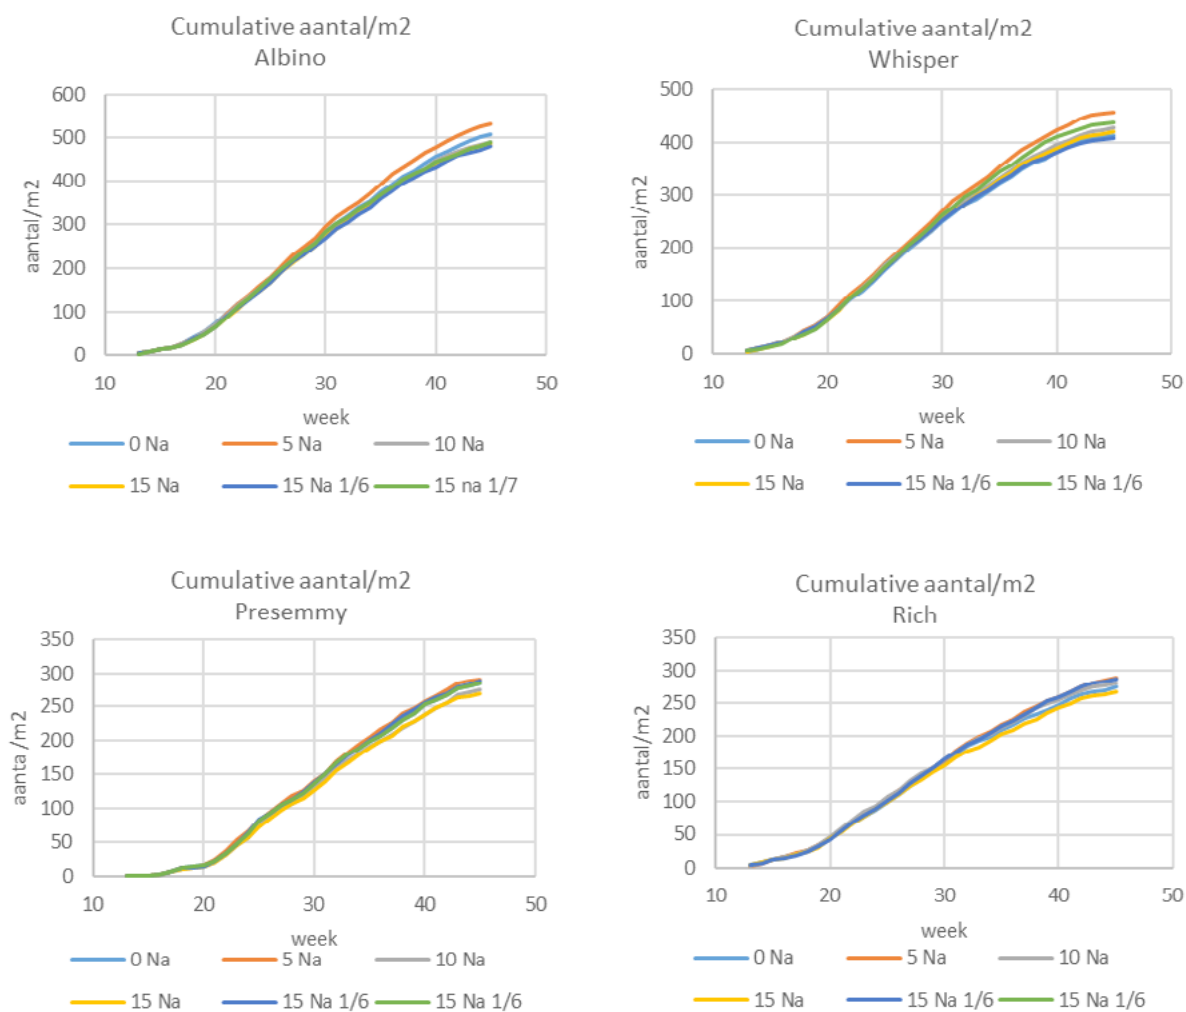 Cumulative aantal/m2
Albino
600
500
400
300
200
100
0
aantal/m2
10 20 30 40 50
week
0 Na 5 Na 10 Na
15 Na 15 Na 1/6 15 na 1/7
Cumulative aantal/m2
Whisper
500
400
300
200
100
0
aantal/m2
10 20 30 40 50
week
0 Na 5 Na 10 Na
15 Na 15 Na 1/6 15 Na 1/6
Cumulative aantal/m2
Presemmy
350
300
250
200
150
100
50
0
aanta /m2
10 20 30 40 50
week
0 Na 5 Na 10 Na
15 Na 15 Na 1/6 15 Na 1/6
Cumulative aantal/m2
Rich
350
300
250
200
150
100
50
0
aantal/m2
10 20 30 40 50
week
0 Na 5 Na 10 Na
15 Na 15 Na 1/6 15 Na 1/6